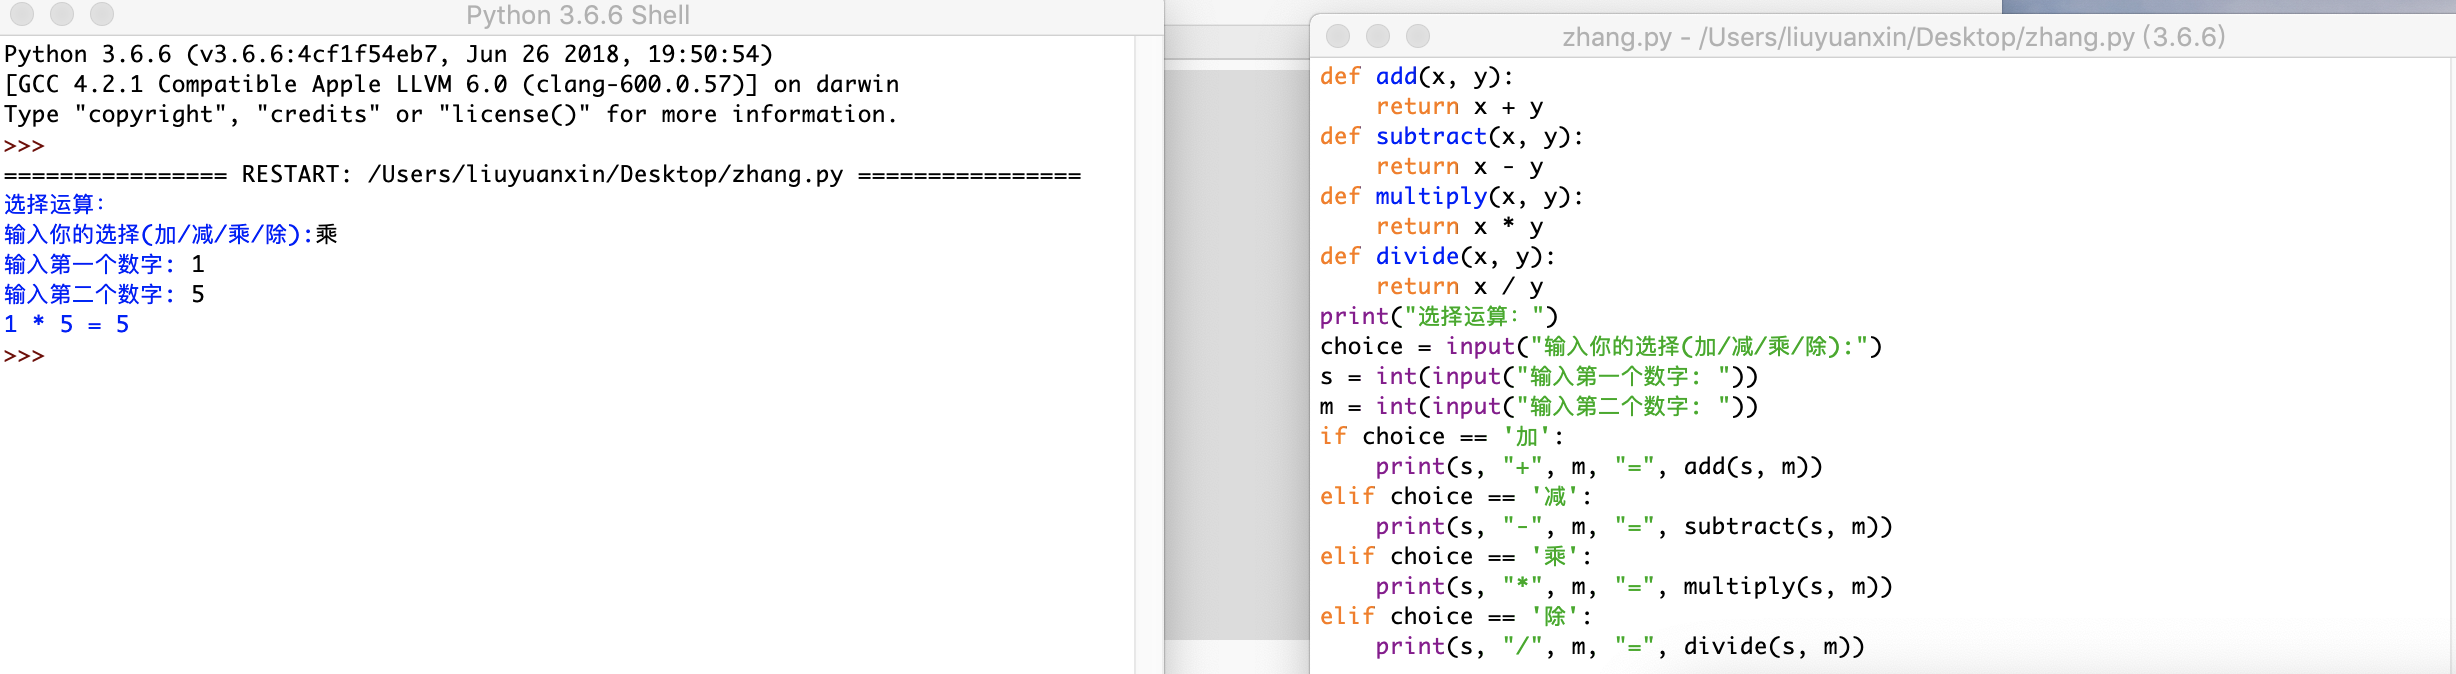 Python 3.6.6 Shell
Python 3.6.6 (v3.6.6:4cf1f54eb7, Jun 26 2018, 19:50:54)
[GCC 4.2.1 Compatible Apple LLVM 6.0 (clang-600.0.57)] on darwin
Type "copyright", "credits" or "license()" for more information.
>>>
================ RESTART: /Users/liuyuanxin/Desktop/zhang.py ================
选择运算:
输入你的选择(加/减/乘/除):乘
输入第一个数字: 1
输入第二个数字: 5
1 * 5 = 5
>>>
zhang.py - /Users/liuyuanxin/Desktop/zhang.py (3.6.6)
def add(x, y):
    return x + y
def subtract(x, y):
    return x - y
def multiply(x, y):
    return x * y
def divide(x, y):
    return x / y
print("选择运算: ")
choice = input("输入你的选择(加/减/乘/除):")
s = int(input("输入第一个数字: "))
m = int(input("输入第二个数字: "))
if choice == '加':
    print(s, "+", m, "=", add(s, m))
elif choice == '减':
    print(s, "-", m, "=", subtract(s, m))
elif choice == '乘':
    print(s, "*", m, "=", multiply(s, m))
elif choice == '除':
    print(s, "/", m, "=", divide(s, m))